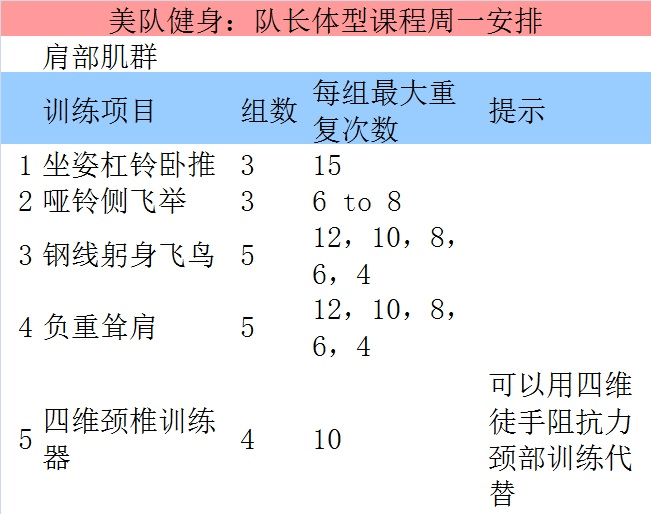 美队健身：队长体型课程周一安排
肩部肌群
训练项目 组数 每组最大重复次数 提示
1 坐姿杠铃卧推 3 15
2 哑铃侧飞举 3 6 to 8
3 钢线躬身飞鸟 5 12，10，8，6，4
4 负重耸肩 5 12，10，8，6，4
5 四维颈椎训练器 4 10 可以用四维徒手阻抗力颈部训练代替